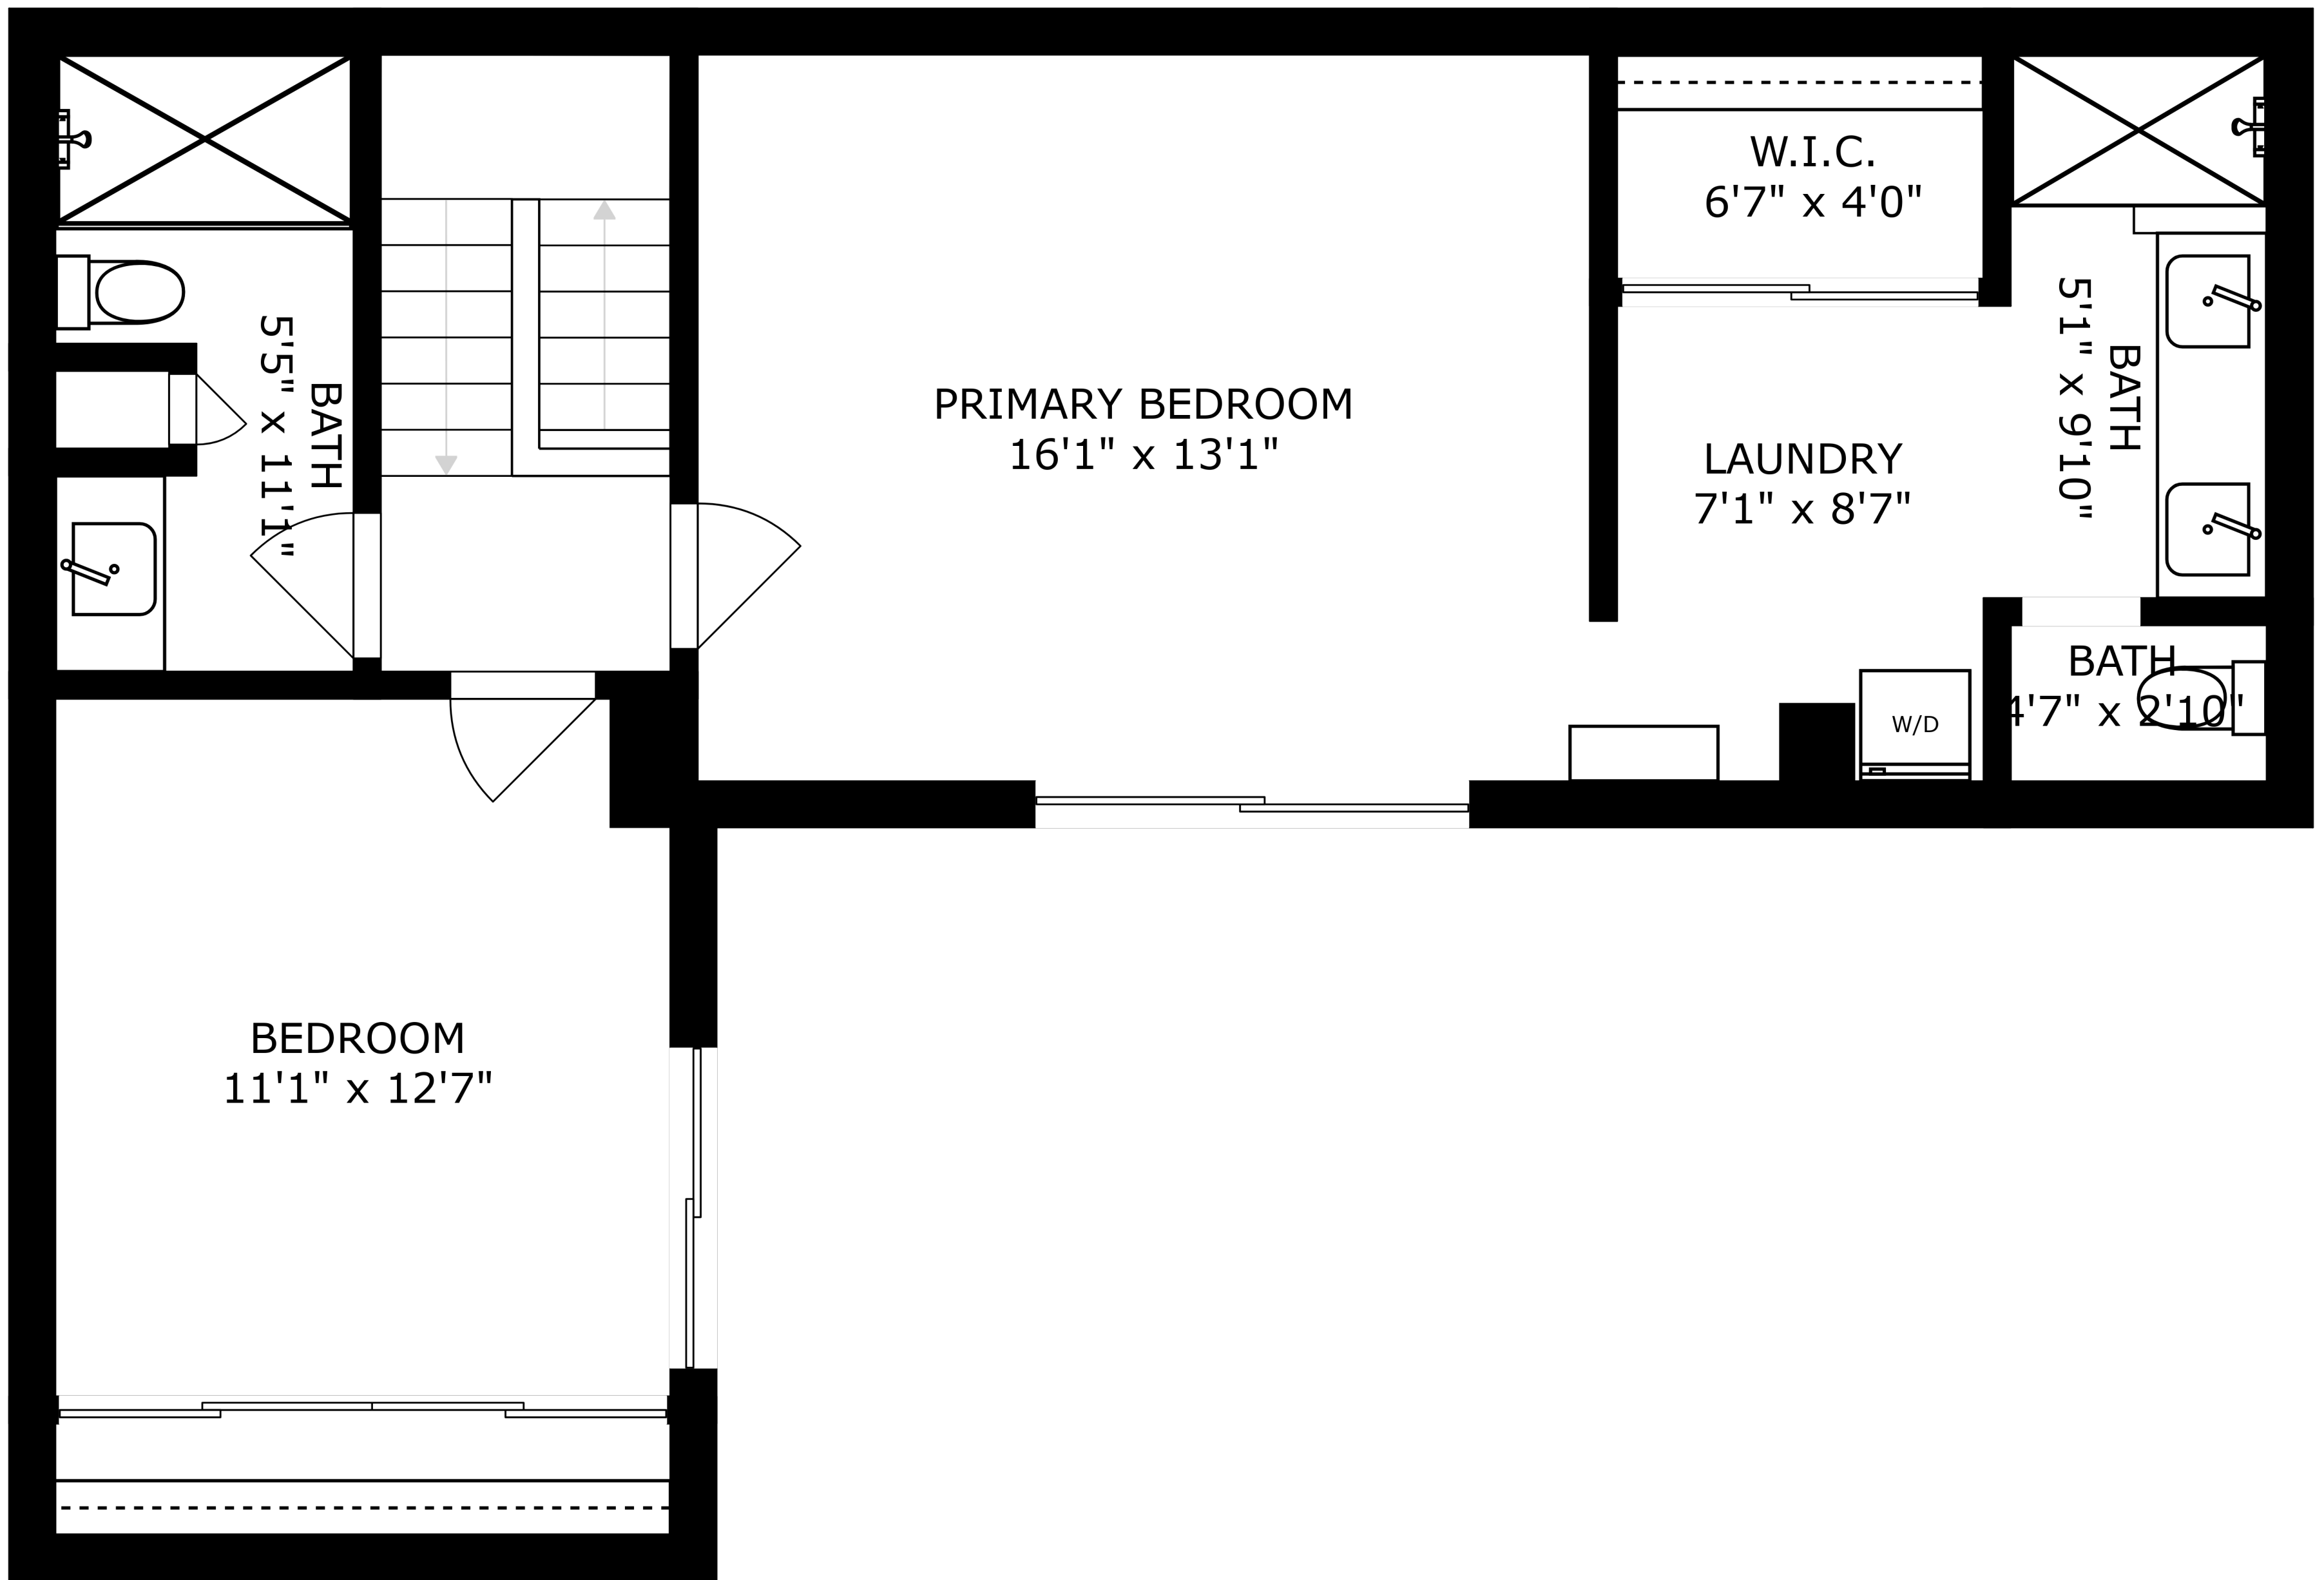 W.I.C.
6'7" x 4'0"
BATH
5'5" x 11'1"
PRIMARY BEDROOM
16'1" x 13'1"
LAUNDRY
7'1" x 8'7"
BATH
5'1" x 9'10"
BATH
4'7" x 2'10"
W/D
BEDROOM
11'1" x 12'7"